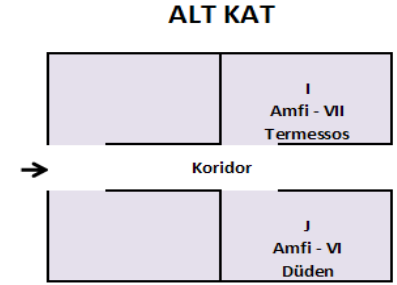 ALT KAT
I
Amfi - VII
Termessos
Koridor
J
Amfi - VI
Düden